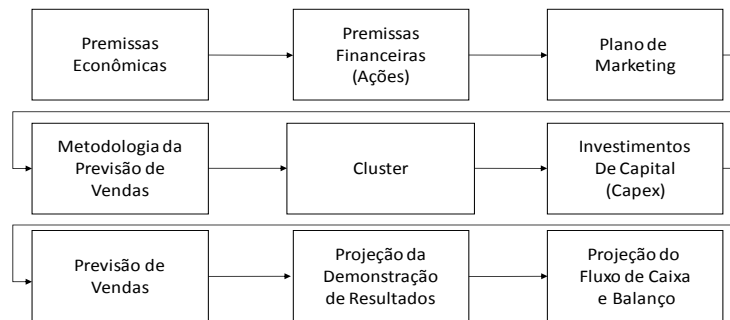 Premissas
Econômicas
Premissas
Financeiras
(Ações)
Plano de
Marketing
Metodologia da
Previsão de
Vendas
Cluster
Investimentos
De Capital
(Capex)
Previsão de
Vendas
Projeção da
Demonstração
de Resultados
Projeção do
Fluxo de Caixa
e Balanço